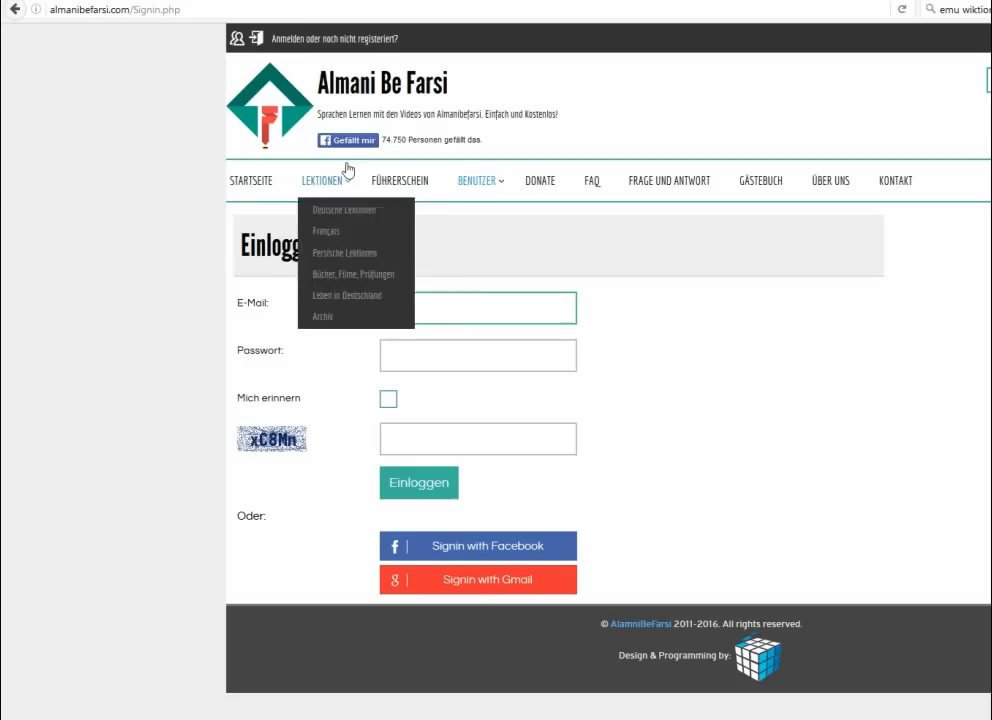 almanibefarsi.com/Signin.php
emu wiktion
Anmelden oder noch nicht registeriert?
Almani Be Farsi
Sprachen Lernen mit den Videos von Almanibefarsi. Einfach und Kostenlos!
Gefällt mir 74.750 Personen gefällt das.
STARTSEITE LEKTIONEN FÜHRERSCHEIN BENUTZER DONATE FAQ FRAGE UND ANTWORT GÄSTEBUCH ÜBER UNS KONTAKT
Deutsche Lektionen
Français
Persische Lektionen
Bücher, Filme, Prüfungen
Leben in Deutschland
Archiv
Einlogg
E-Mail:
Passwort:
Mich erinnern
xC8Mn
Einloggen
Oder:
f Signin with Facebook
g Signin with Gmail
© AlamniBeFarsi 2011-2016. All rights reserved.
Design & Programming by: